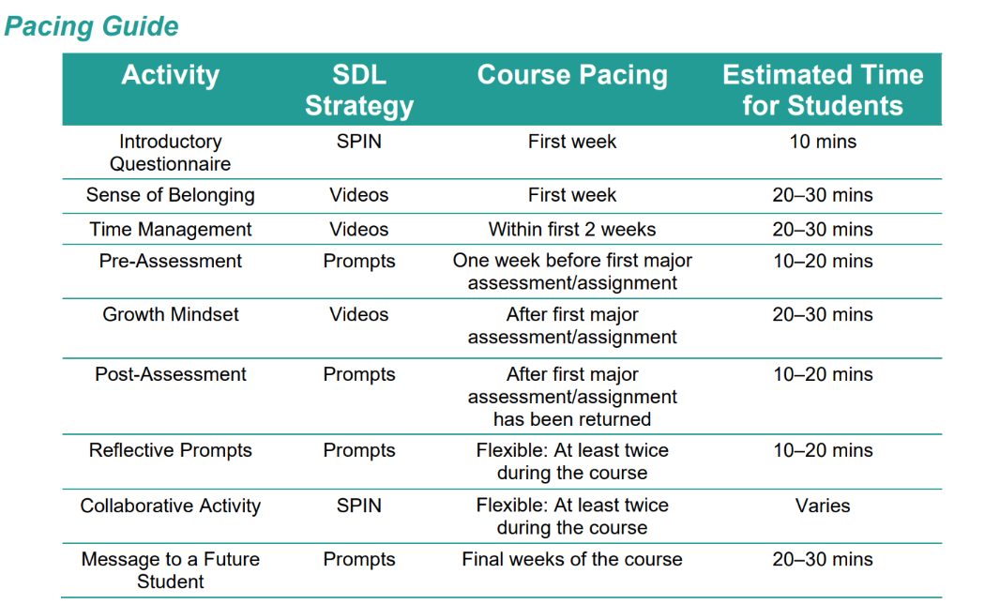 Pacing Guide
Activity SDL Strategy Course Pacing Estimated Time for Students
Introductory Questionnaire SPIN First week 10 mins
Sense of Belonging Videos First week 20–30 mins
Time Management Videos Within first 2 weeks 20–30 mins
Pre-Assessment Prompts One week before first major assessment/assignment 10–20 mins
Growth Mindset Videos After first major assessment/assignment 20–30 mins
Post-Assessment Prompts After first major assessment/assignment has been returned 10–20 mins
Reflective Prompts Prompts Flexible: At least twice during the course 10–20 mins
Collaborative Activity SPIN Flexible: At least twice during the course Varies
Message to a Future Student Prompts Final weeks of the course 20–30 mins